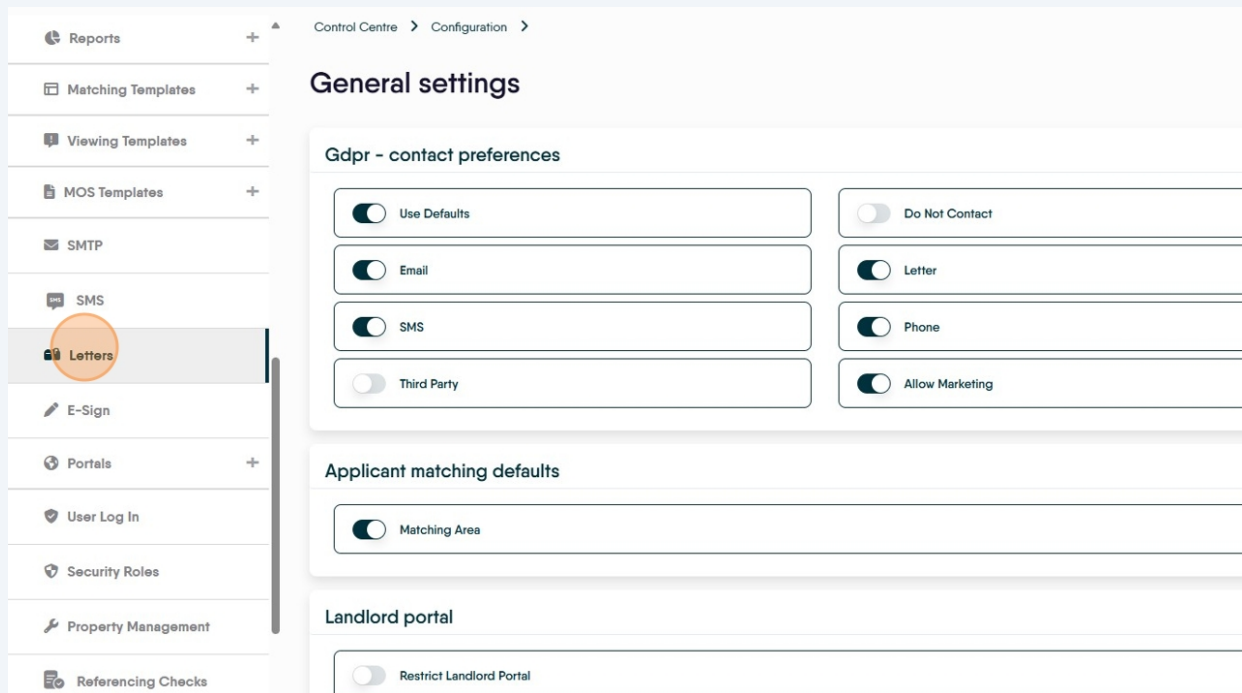 Reports
Matching Templates
Viewing Templates
MOS Templates
SMTP
SMS SMS
Letters
E-Sign
Portals
User Log In
Security Roles
Property Management
Referencing Checks
Control Centre Configuration
General settings
Gdpr - contact preferences
Use Defaults Do Not Contact
Email Letter
SMS Phone
Third Party Allow Marketing
Applicant matching defaults
Matching Area
Landlord portal
Restrict Landlord Portal